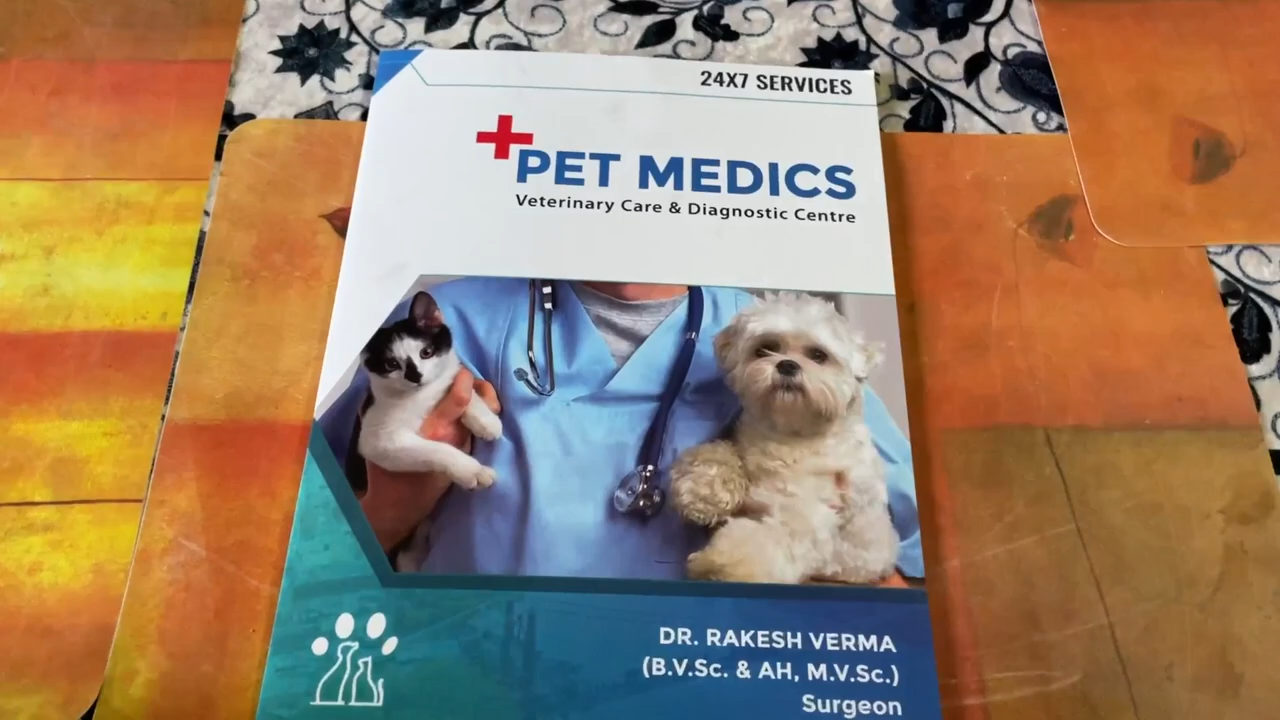 24X7 SERVICES
PET MEDICS
Veterinary Care & Diagnostic Centre
DR. RAKESH VERMA
(B.V.Sc. & AH, M.V.Sc.)
Surgeon